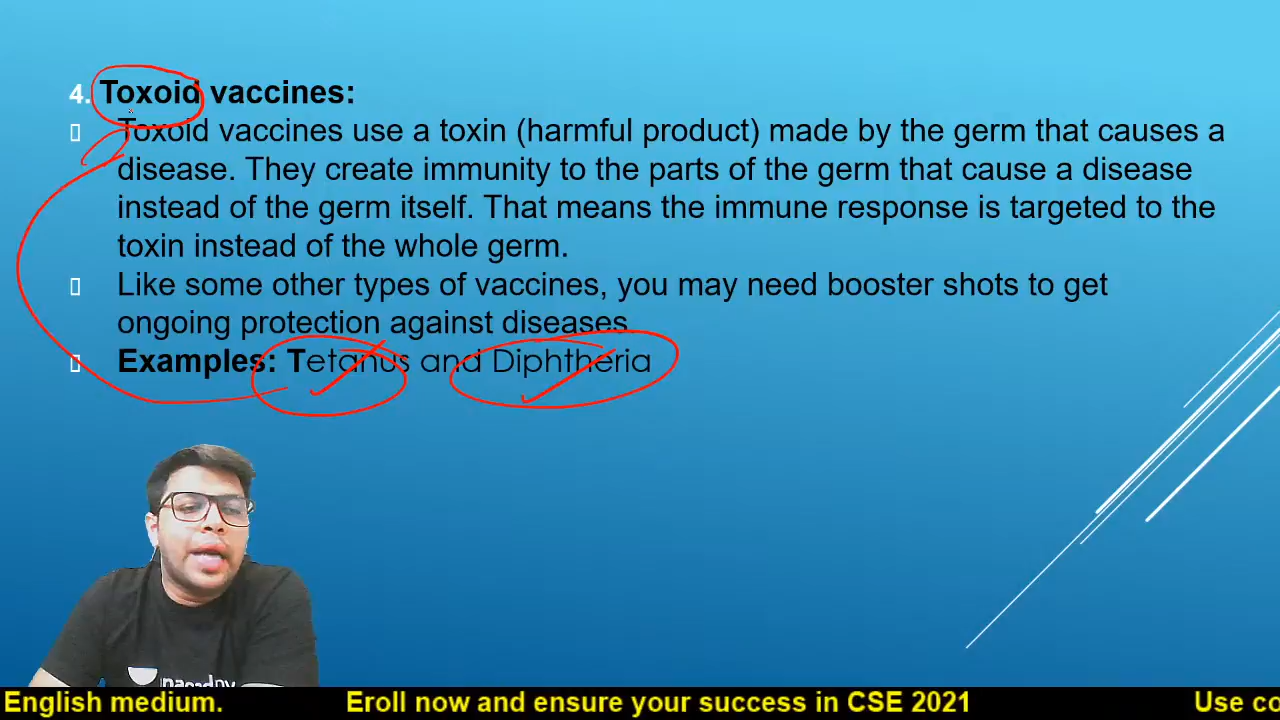 4. Toxoid vaccines:
Toxoid vaccines use a toxin (harmful product) made by the germ that causes a
disease. They create immunity to the parts of the germ that cause a disease
instead of the germ itself. That means the immune response is targeted to the
toxin instead of the whole germ.
Like some other types of vaccines, you may need booster shots to get
ongoing protection against diseases.
Examples: Tetanus and Diphtheria
English medium. Eroll now and ensure your success in CSE 2021 Use